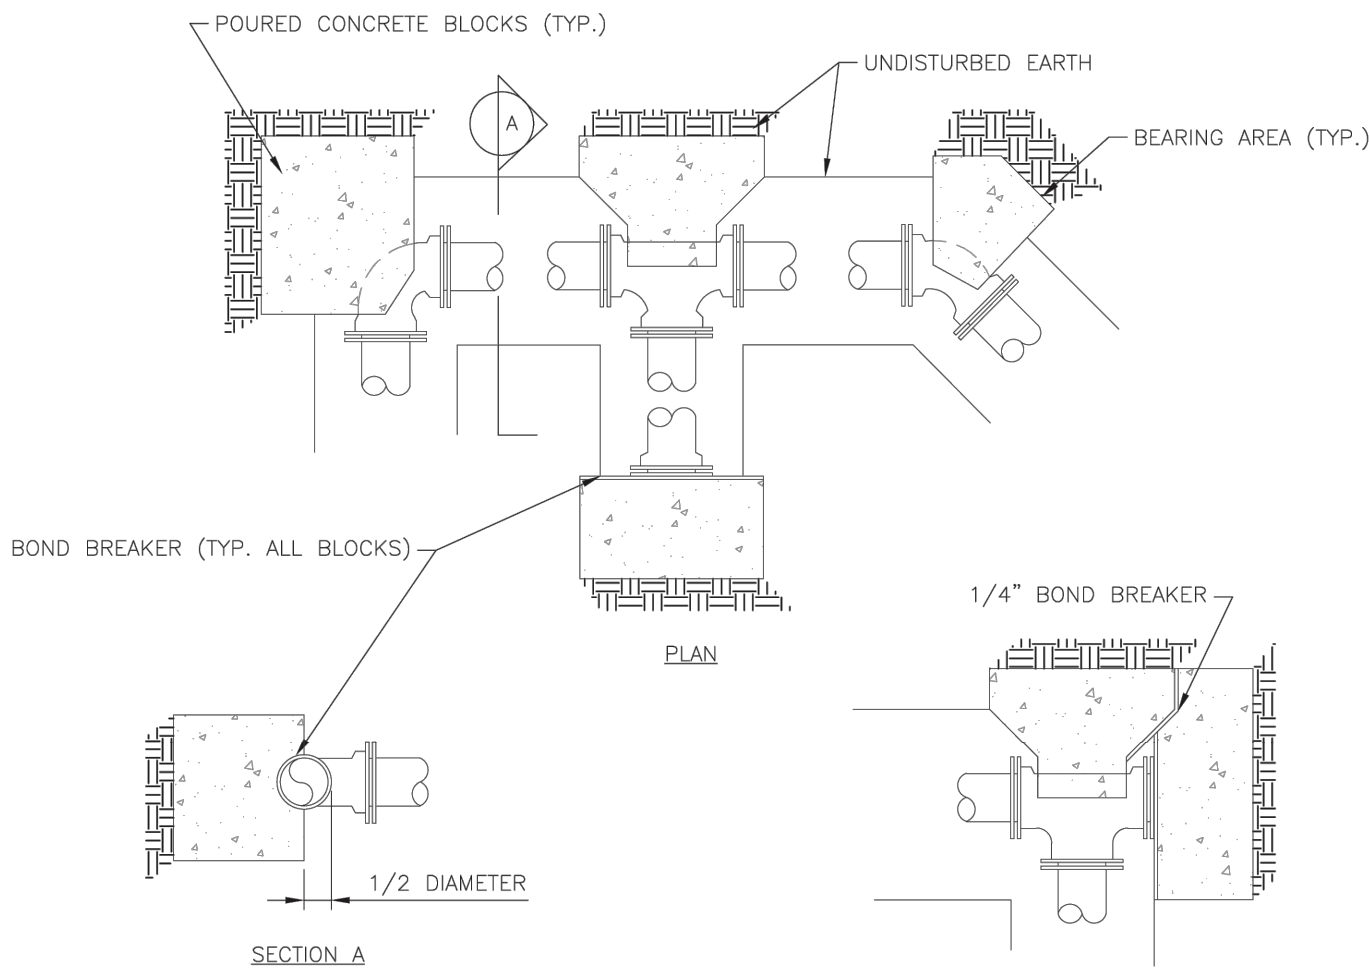 POURED CONCRETE BLOCKS (TYP.)
UNDISTURBED EARTH
A
BEARING AREA (TYP.)
BOND BREAKER (TYP. ALL BLOCKS)
1/4” BOND BREAKER
PLAN
1/2 DIAMETER
SECTION A